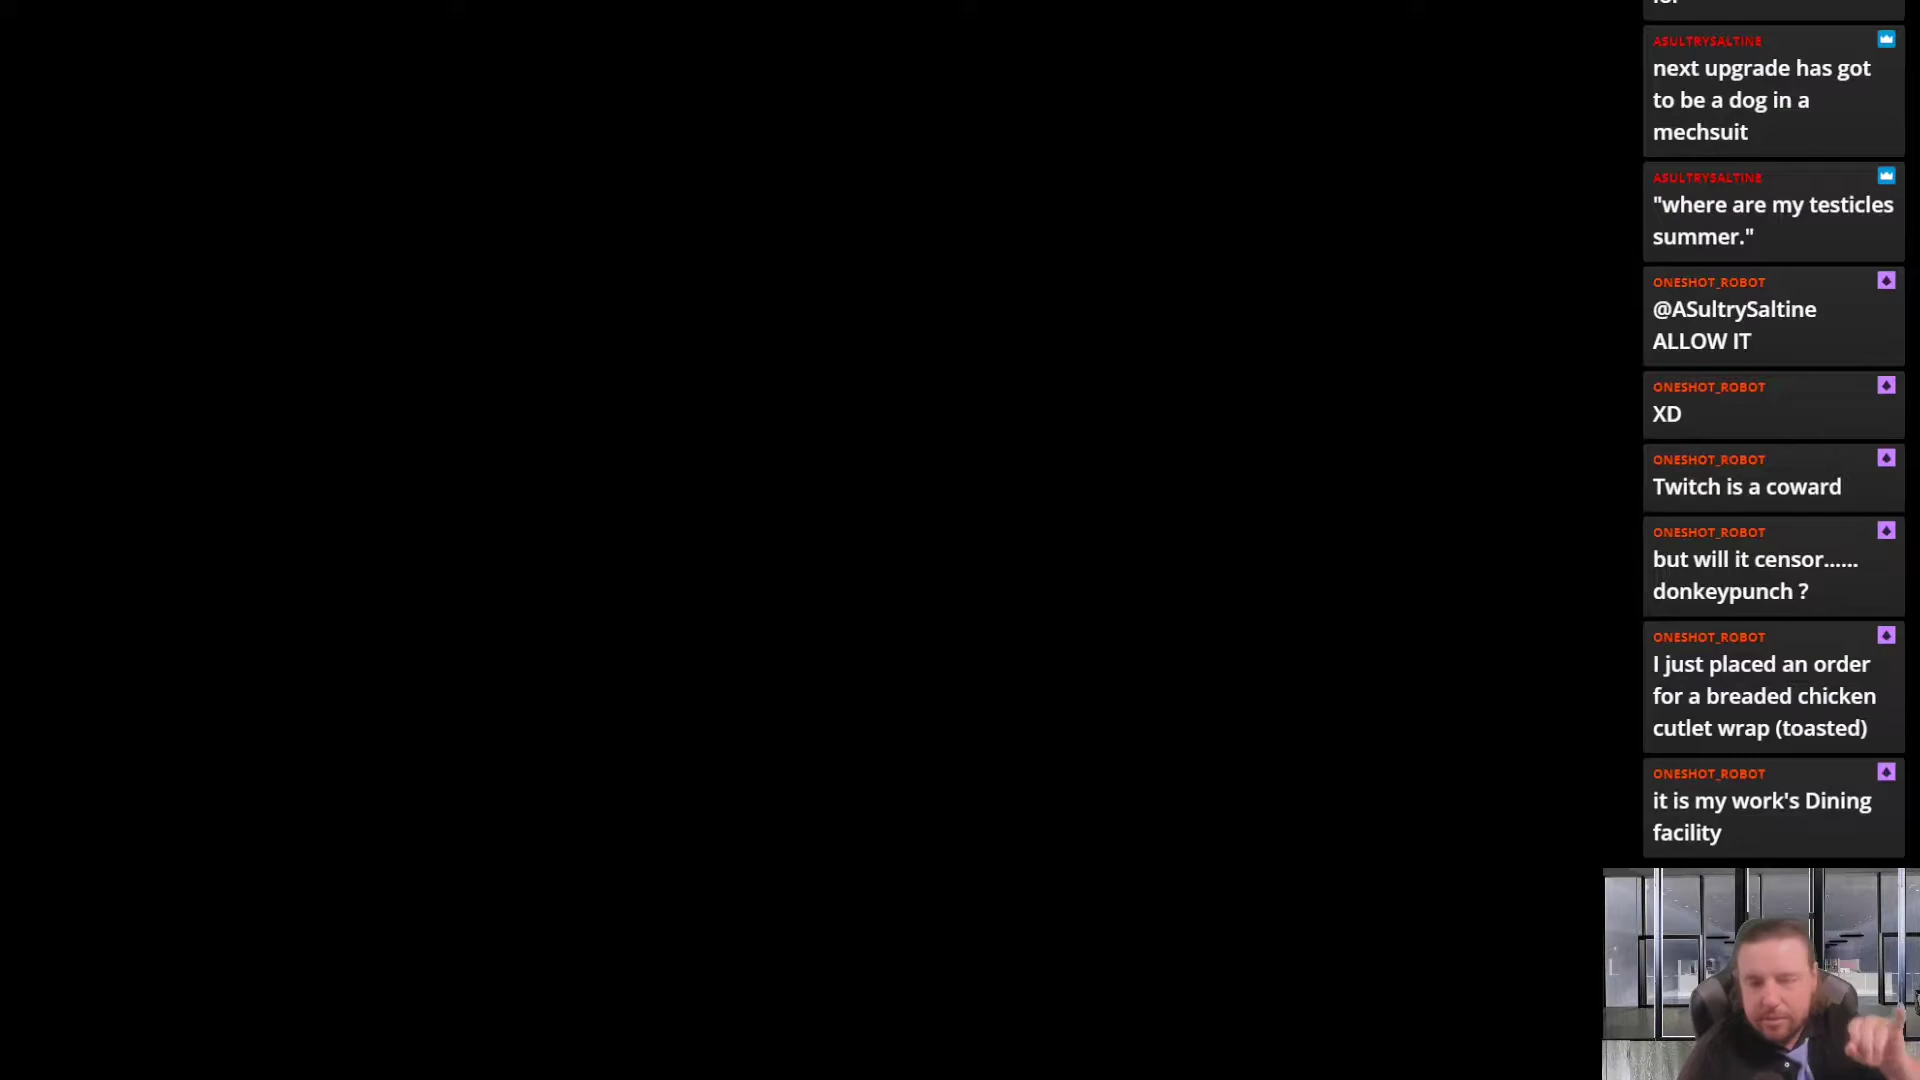 ASULTRYSALTINE
next upgrade has got
to be a dog in a
mechsuit
ASULTRYSALTINE
"where are my testicles
summer."
ONESHOT_ROBOT
@ASultrySaltine
ALLOW IT
ONESHOT_ROBOT
XD
ONESHOT_ROBOT
Twitch is a coward
ONESHOT_ROBOT
but will it censor......
donkeypunch ?
ONESHOT_ROBOT
I just placed an order
for a breaded chicken
cutlet wrap (toasted)
ONESHOT_ROBOT
it is my work's Dining
facility